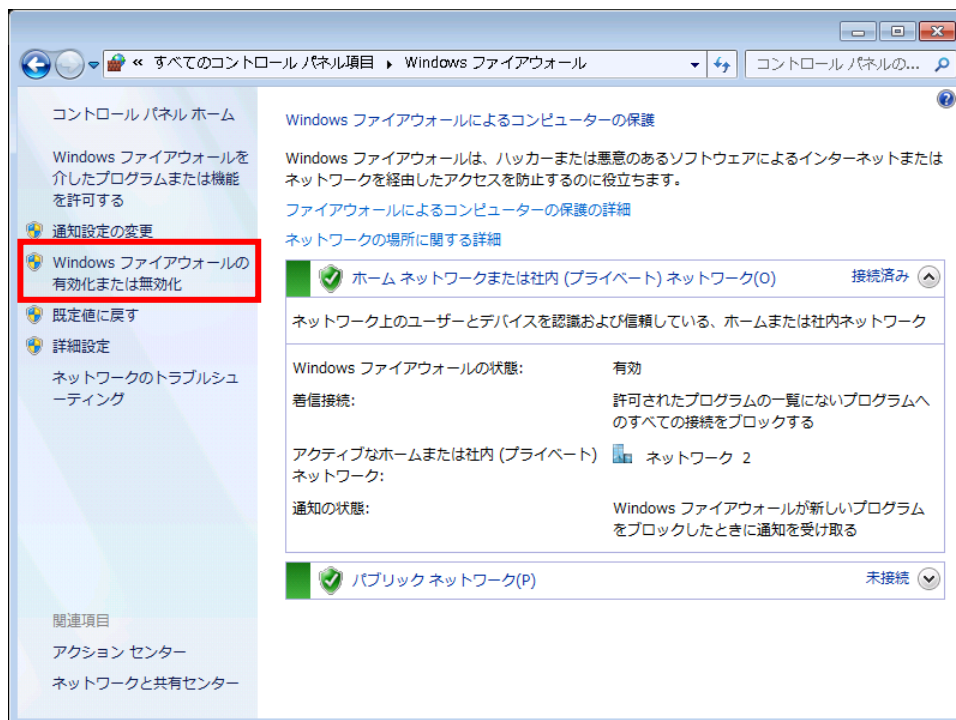 « すべてのコントロール パネル項目 ▸ Windows ファイアウォール
コントロール パネルの...
コントロール パネル ホーム
Windows ファイアウォールを
介したプログラムまたは機能
を許可する
通知設定の変更
Windows ファイアウォールの
有効化または無効化
既定値に戻す
詳細設定
ネットワークのトラブルシュ
ーティング
関連項目
アクション センター
ネットワークと共有センター
Windows ファイアウォールによるコンピューターの保護
Windows ファイアウォールは、ハッカーまたは悪意のあるソフトウェアによるインターネットまたは
ネットワークを経由したアクセスを防止するのに役立ちます。
ファイアウォールによるコンピューターの保護の詳細
ネットワークの場所に関する詳細
ホーム ネットワークまたは社内 (プライベート) ネットワーク(O) 接続済み
ネットワーク上のユーザーとデバイスを認識および信頼している、ホームまたは社内ネットワーク
Windows ファイアウォールの状態: 有効
着信接続: 許可されたプログラムの一覧にないプログラムへ
のすべての接続をブロックする
アクティブなホームまたは社内 (プライベート) ネットワーク 2
ネットワーク:
通知の状態: Windows ファイアウォールが新しいプログラム
をブロックしたときに通知を受け取る
パブリック ネットワーク(P) 未接続